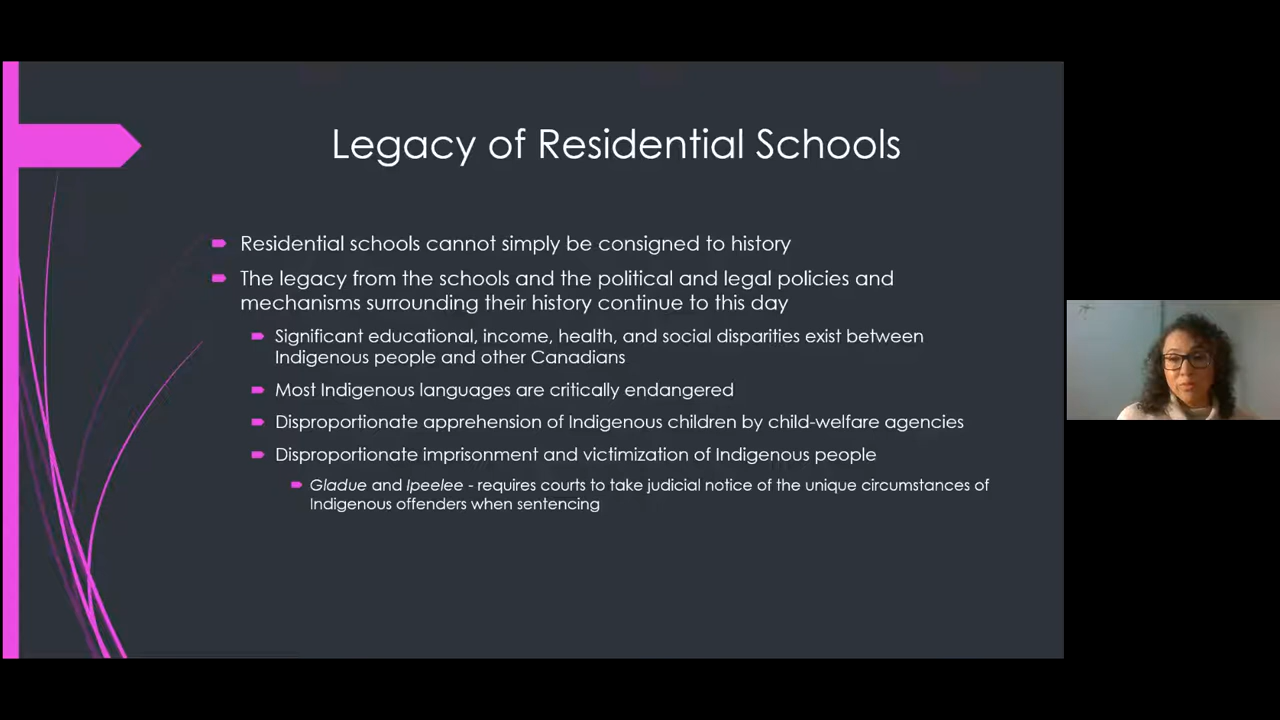 Legacy of Residential Schools
Residential schools cannot simply be consigned to history
The legacy from the schools and the political and legal policies and
mechanisms surrounding their history continue to this day
Significant educational, income, health, and social disparities exist between
Indigenous people and other Canadians
Most Indigenous languages are critically endangered
Disproportionate apprehension of Indigenous children by child-welfare agencies
Disproportionate imprisonment and victimization of Indigenous people
Gladue and Ipeelee - requires courts to take judicial notice of the unique circumstances of
Indigenous offenders when sentencing